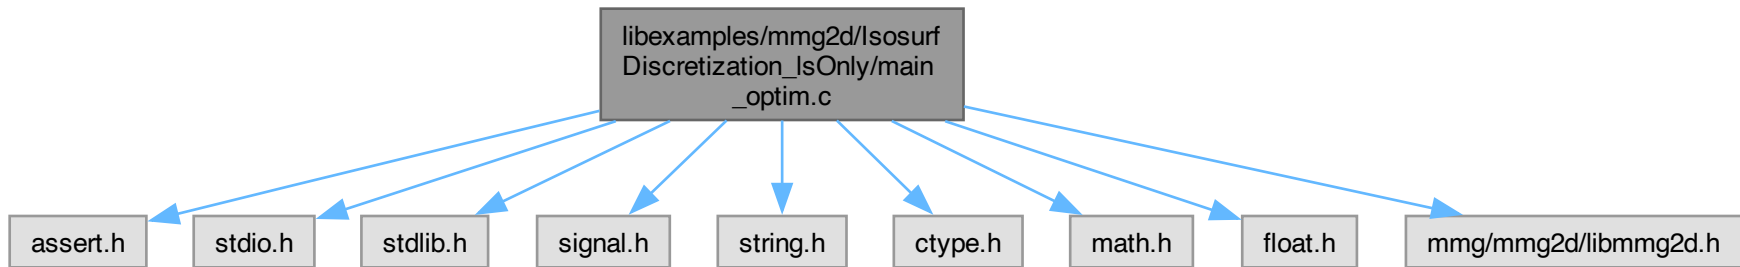 libexamples/mmg2d/Isosurf
Discretization_lsOnly/main
_optim.c
assert.h
stdio.h
stdlib.h
signal.h
string.h
ctype.h
math.h
float.h
mmg/mmg2d/libmmg2d.h